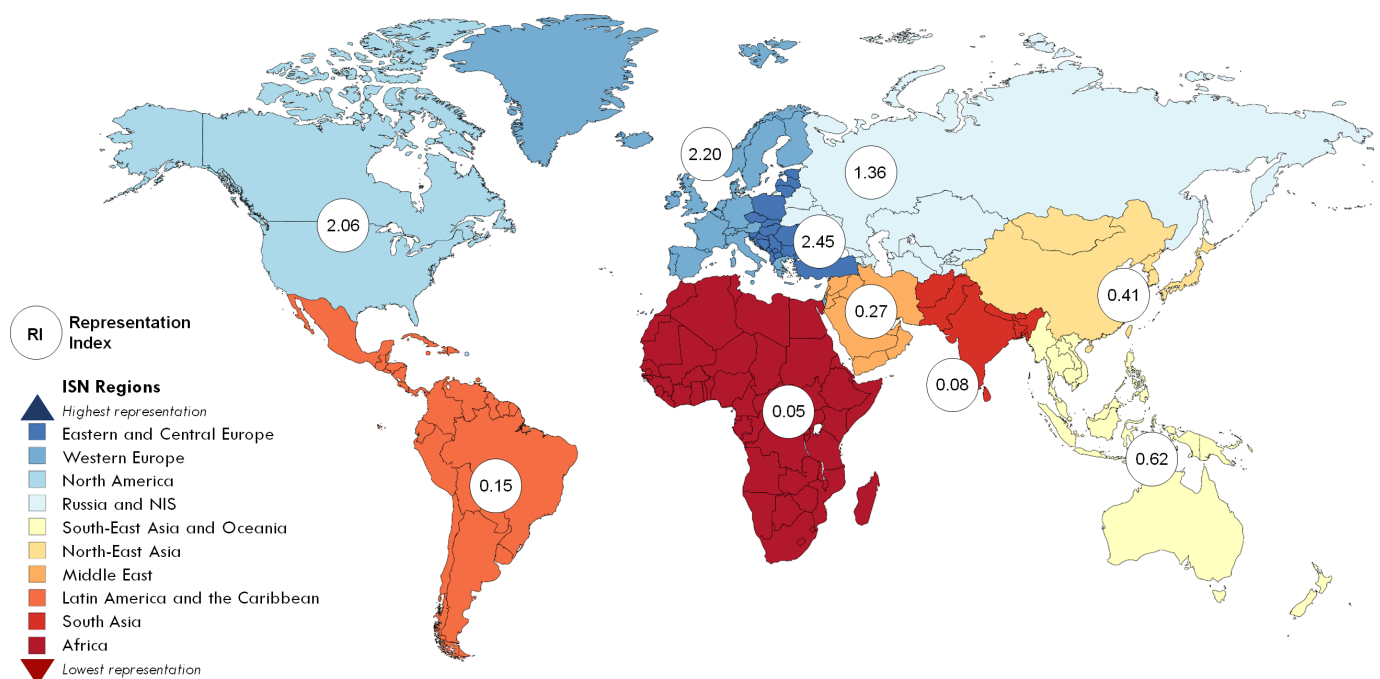 2.20
1.36
2.06
2.45
0.41
0.27
RI
Representation
Index
0.08
ISN Regions
Highest representation
0.05
Eastern and Central Europe
Western Europe
0.62
North America
0.15
Russia and NIS
South-East Asia and Oceania
North-East Asia
Middle East
Latin America and the Caribbean
South Asia
Africa
Lowest representation